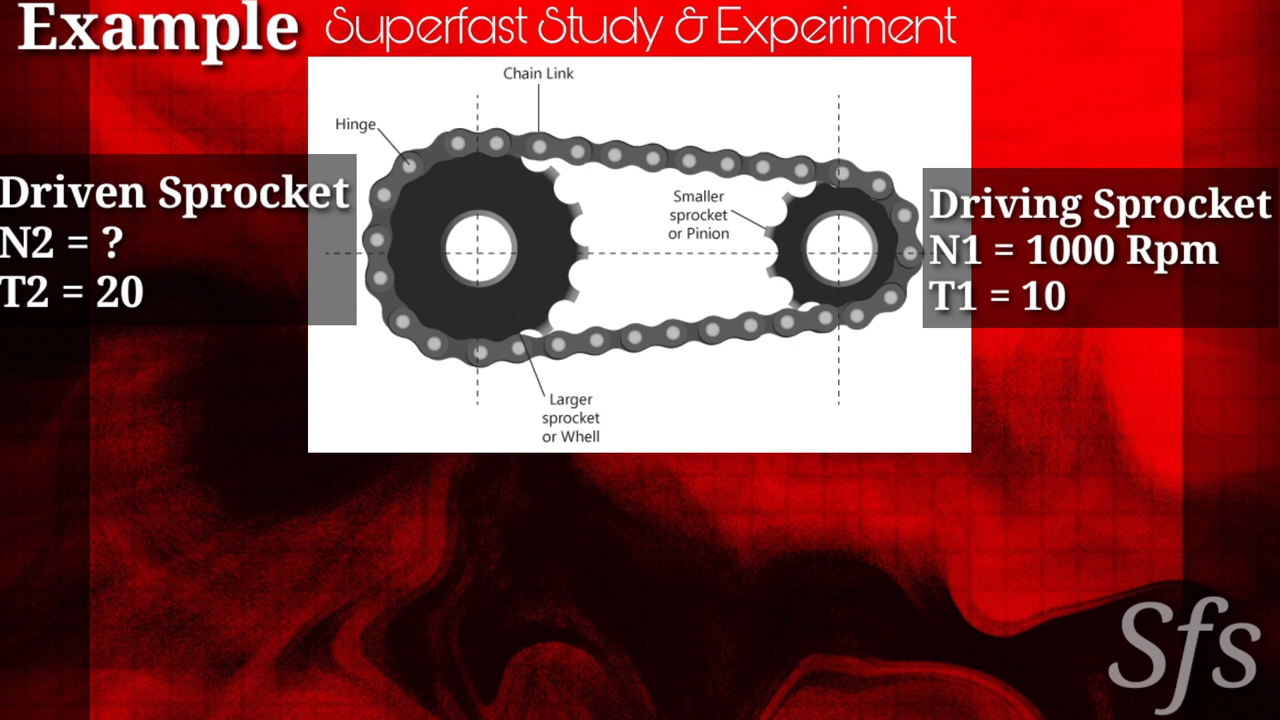 Example
Superfast Study & Experiment
Chain Link
Hinge
Driven Sprocket
N2 = ?
T2 = 20
Smaller
sprocket
or Pinion
Driving Sprocket
N1 = 1000 Rpm
T1 = 10
Larger
sprocket
or Whell
Sfs